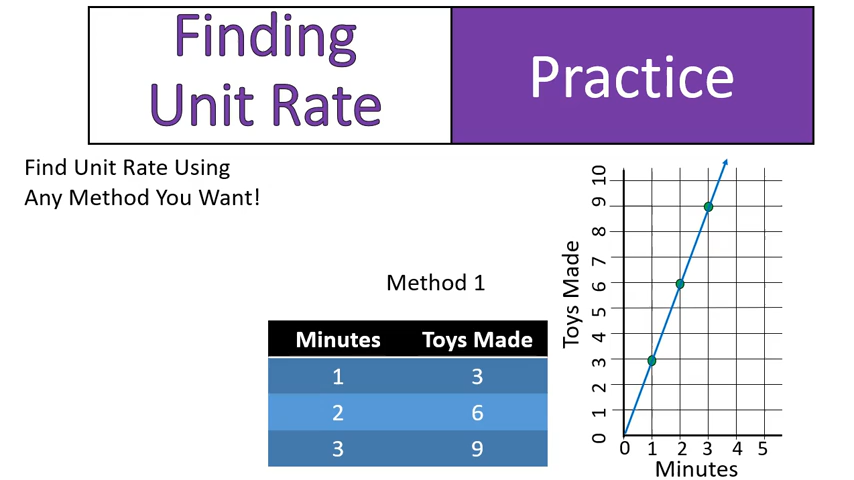 Finding
Unit Rate
Practice
Find Unit Rate Using
Any Method You Want!
Method 1
Minutes Toys Made
1 3
2 6
3 9
Toys Made
10
9
8
7
6
5
4
3
2
1
0
0 1 2 3 4 5
Minutes